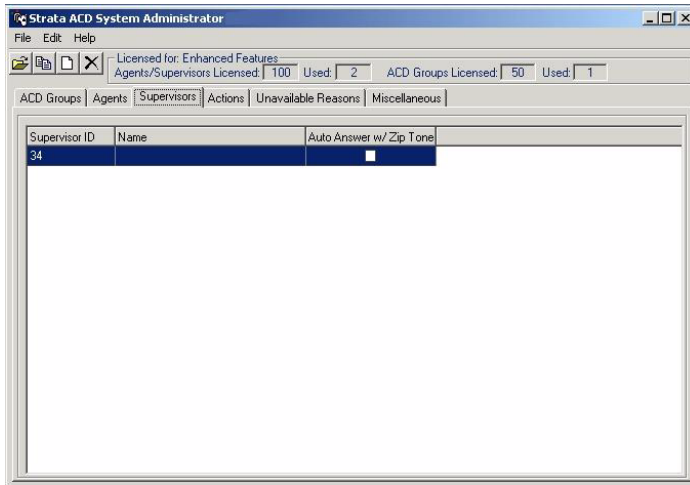 Strata ACD System Administrator
File Edit Help
Licensed for: Enhanced Features
Agents/Supervisors Licensed: 100 Used: 2 ACD Groups Licensed: 50 Used: 1
ACD Groups Agents Supervisors Actions Unavailable Reasons Miscellaneous
Supervisor ID Name Auto Answer w/ Zip Tone
34